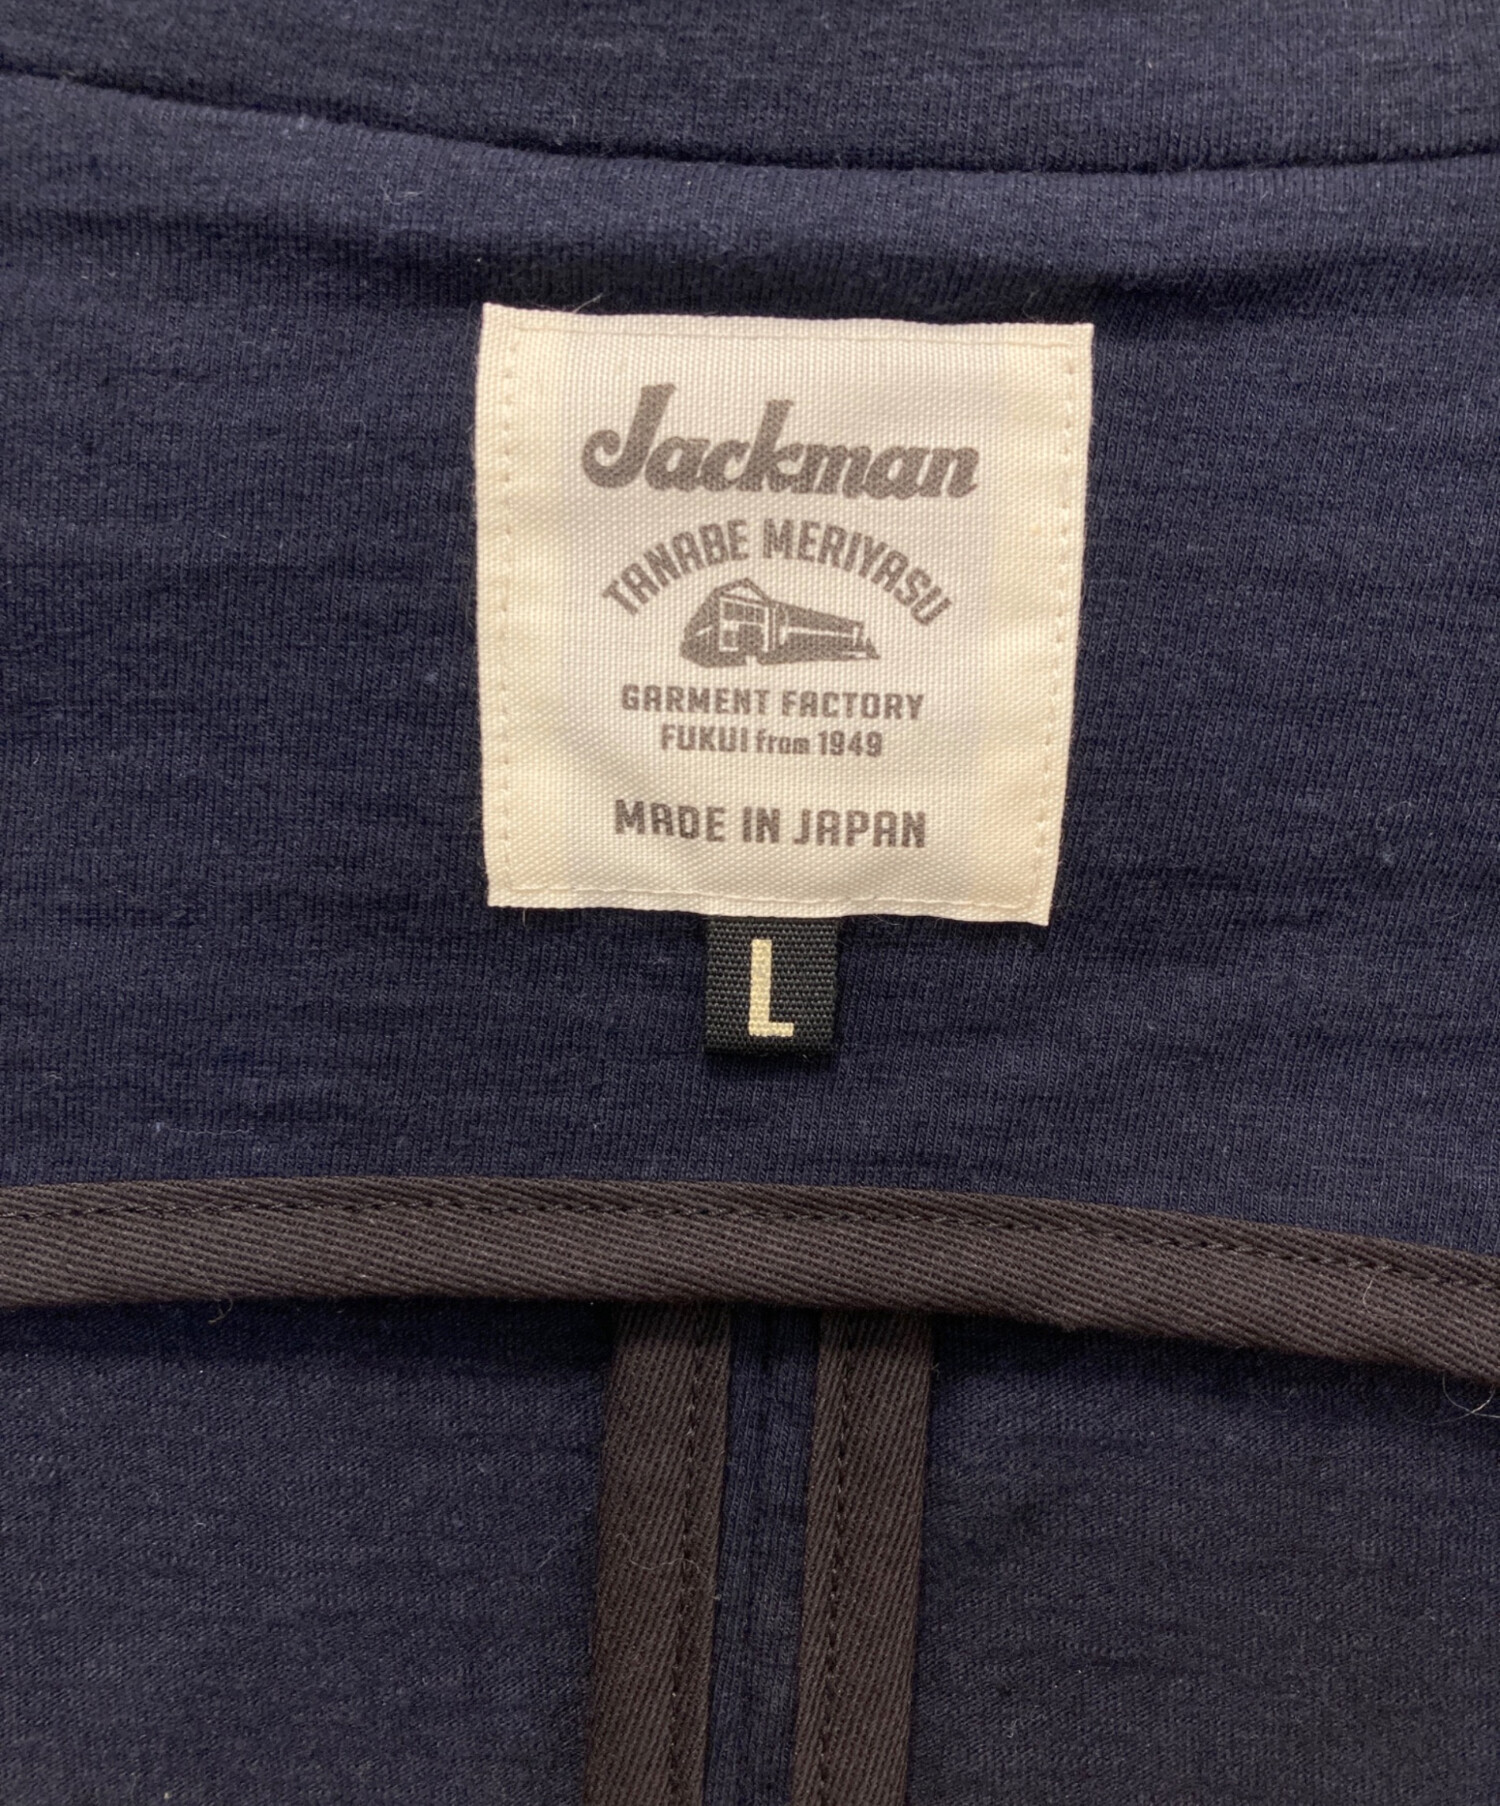 Jackman
TANABE MERIYASU
GARMENT FACTORY
FUKUI from 1949
MADE IN JAPAN
L